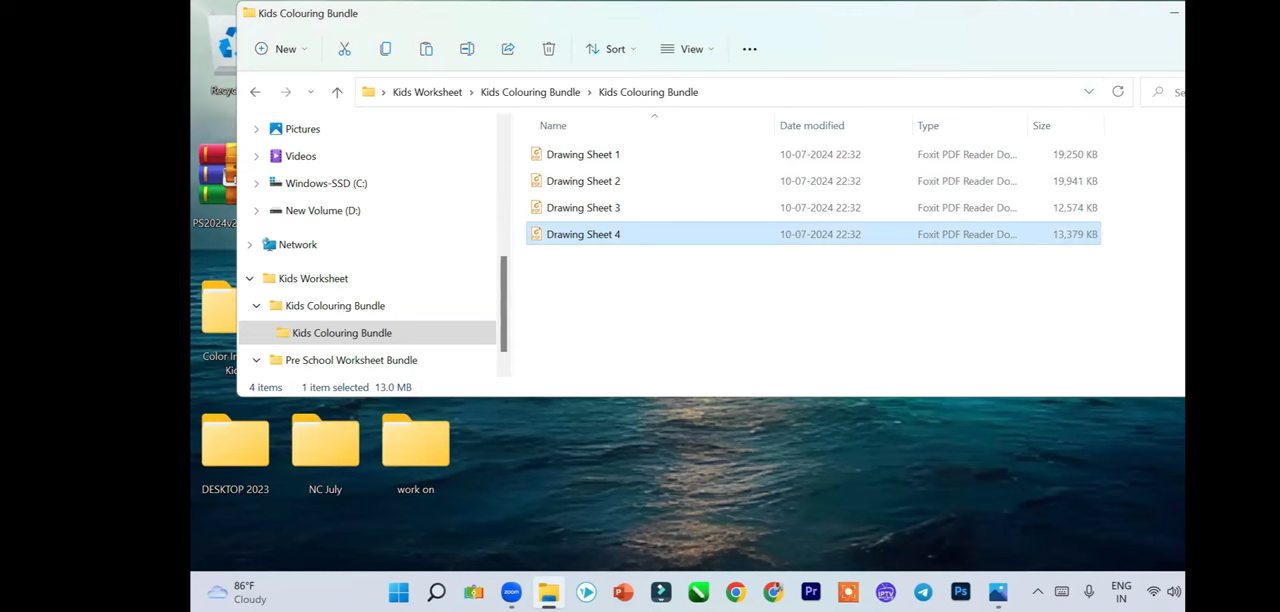 Kids Colouring Bundle
New Sort View
Kids Worksheet Kids Colouring Bundle Kids Colouring Bundle
Name Date modified Type Size
Pictures
Videos
Windows-SSD (C:)
New Volume (D:)
Network
Kids Worksheet
Kids Colouring Bundle
Kids Colouring Bundle
Pre School Worksheet Bundle
Drawing Sheet 1 10-07-2024 22:32 Foxit PDF Reader Do... 19,250 KB
Drawing Sheet 2 10-07-2024 22:32 Foxit PDF Reader Do... 19,941 KB
Drawing Sheet 3 10-07-2024 22:32 Foxit PDF Reader Do... 12,574 KB
Drawing Sheet 4 10-07-2024 22:32 Foxit PDF Reader Do... 13,379 KB
4 items 1 item selected 13.0 MB
PS2024v2
DESKTOP 2023 NC July work on
86°F
Cloudy
zoom
Pr
IPTV
Ps
ENG
IN